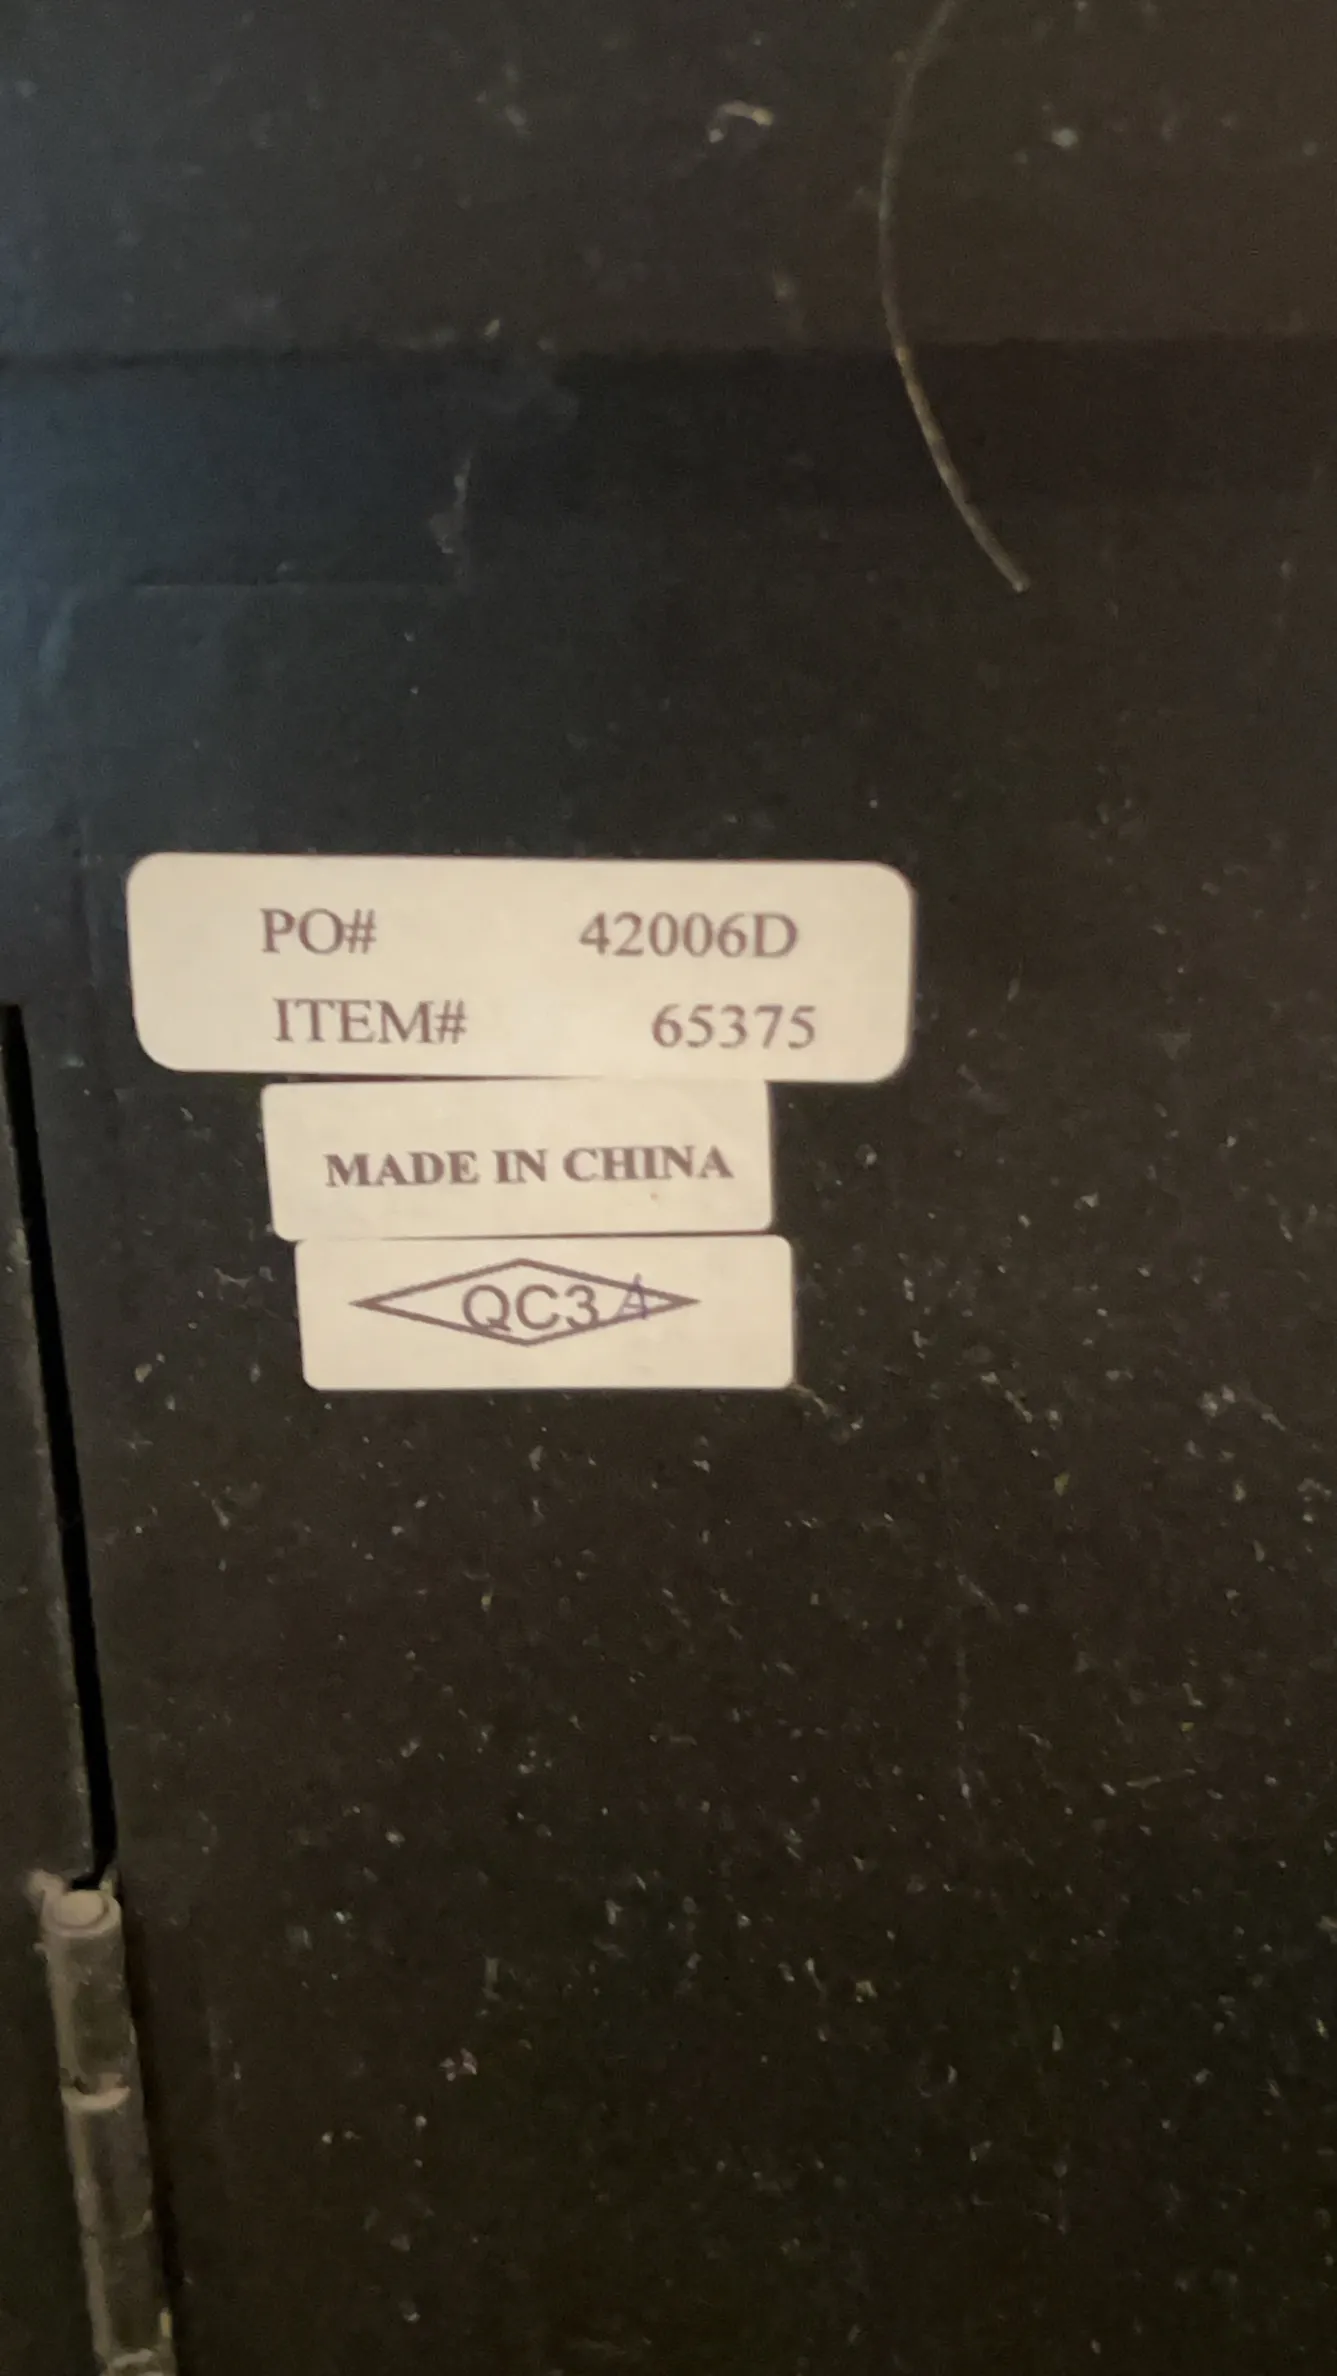 PO# 42006D
ITEM# 65375
MADE IN CHINA
QC3A